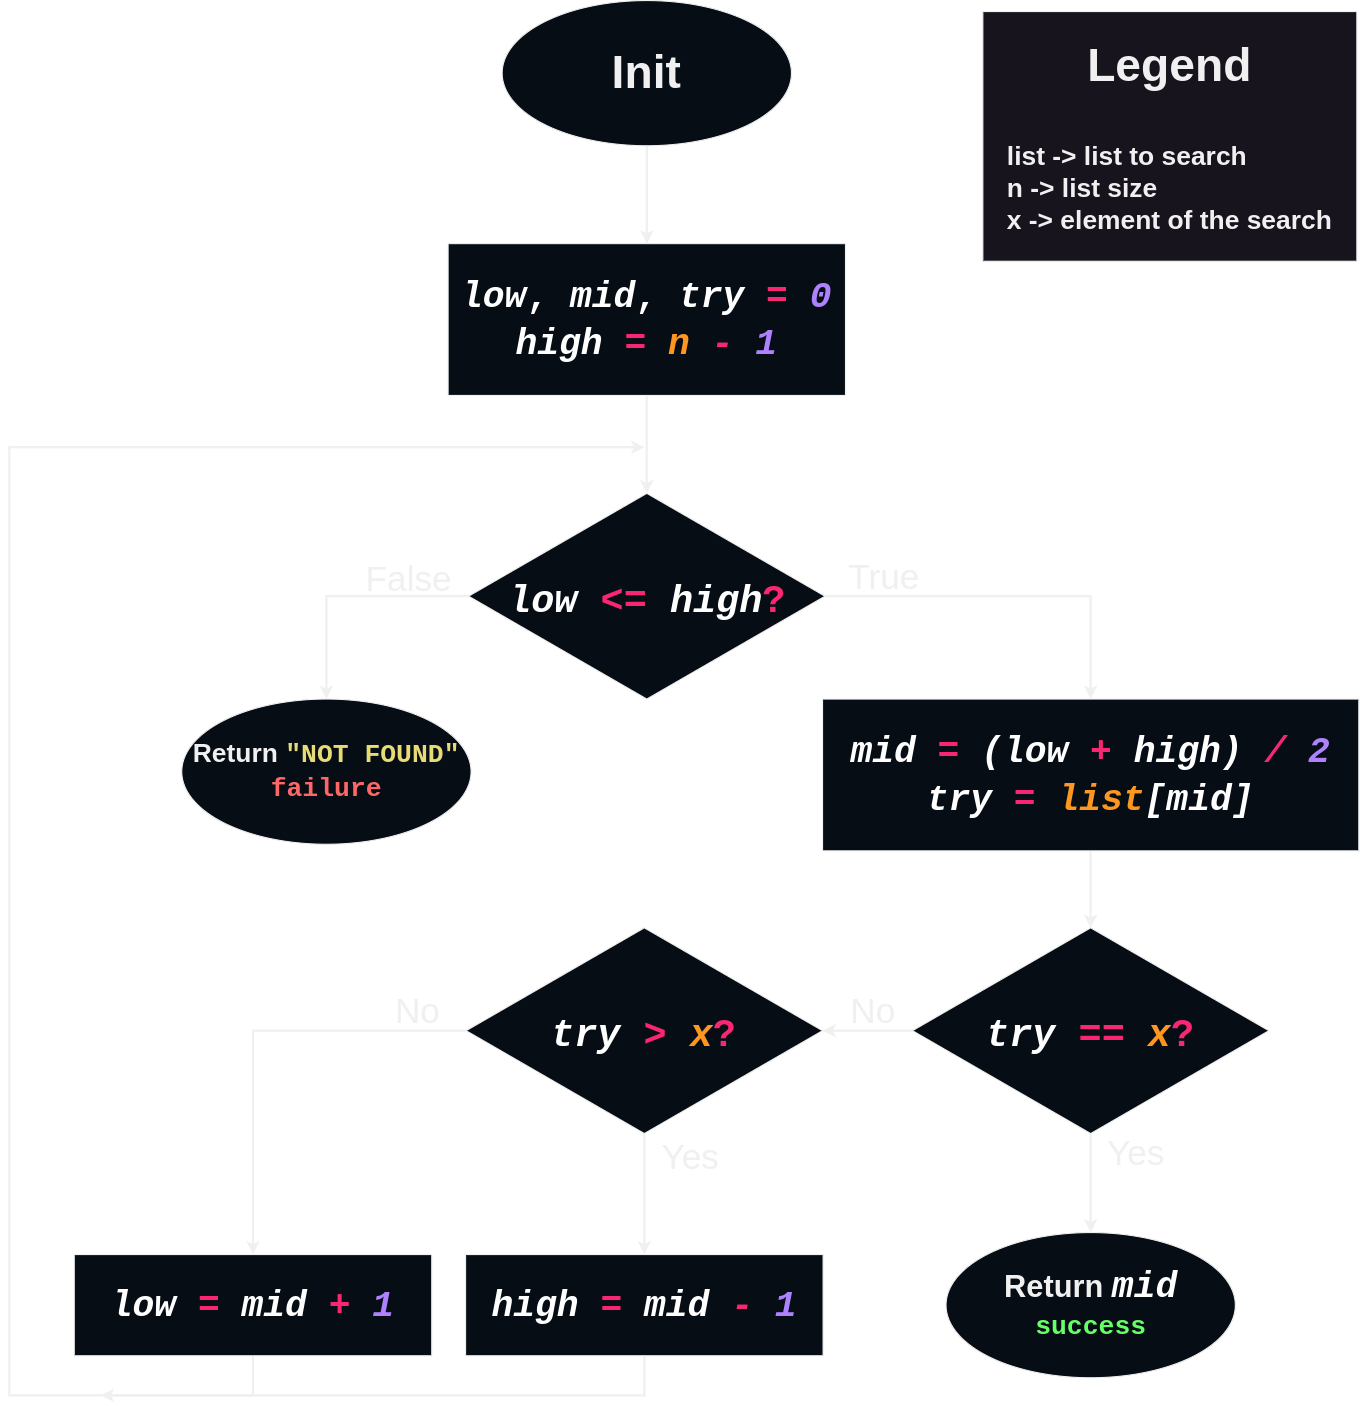 Init
Legend
list -> list to search
n -> list size
x -> element of the search
low, mid, try = 0
high = n - 1
False
True
low <= high?
Return "NOT FOUND"
failure
mid = (low + high) / 2
try = list[mid]
No
No
try > x?
try == x?
Yes
Yes
low = mid + 1
high = mid - 1
Return mid
success